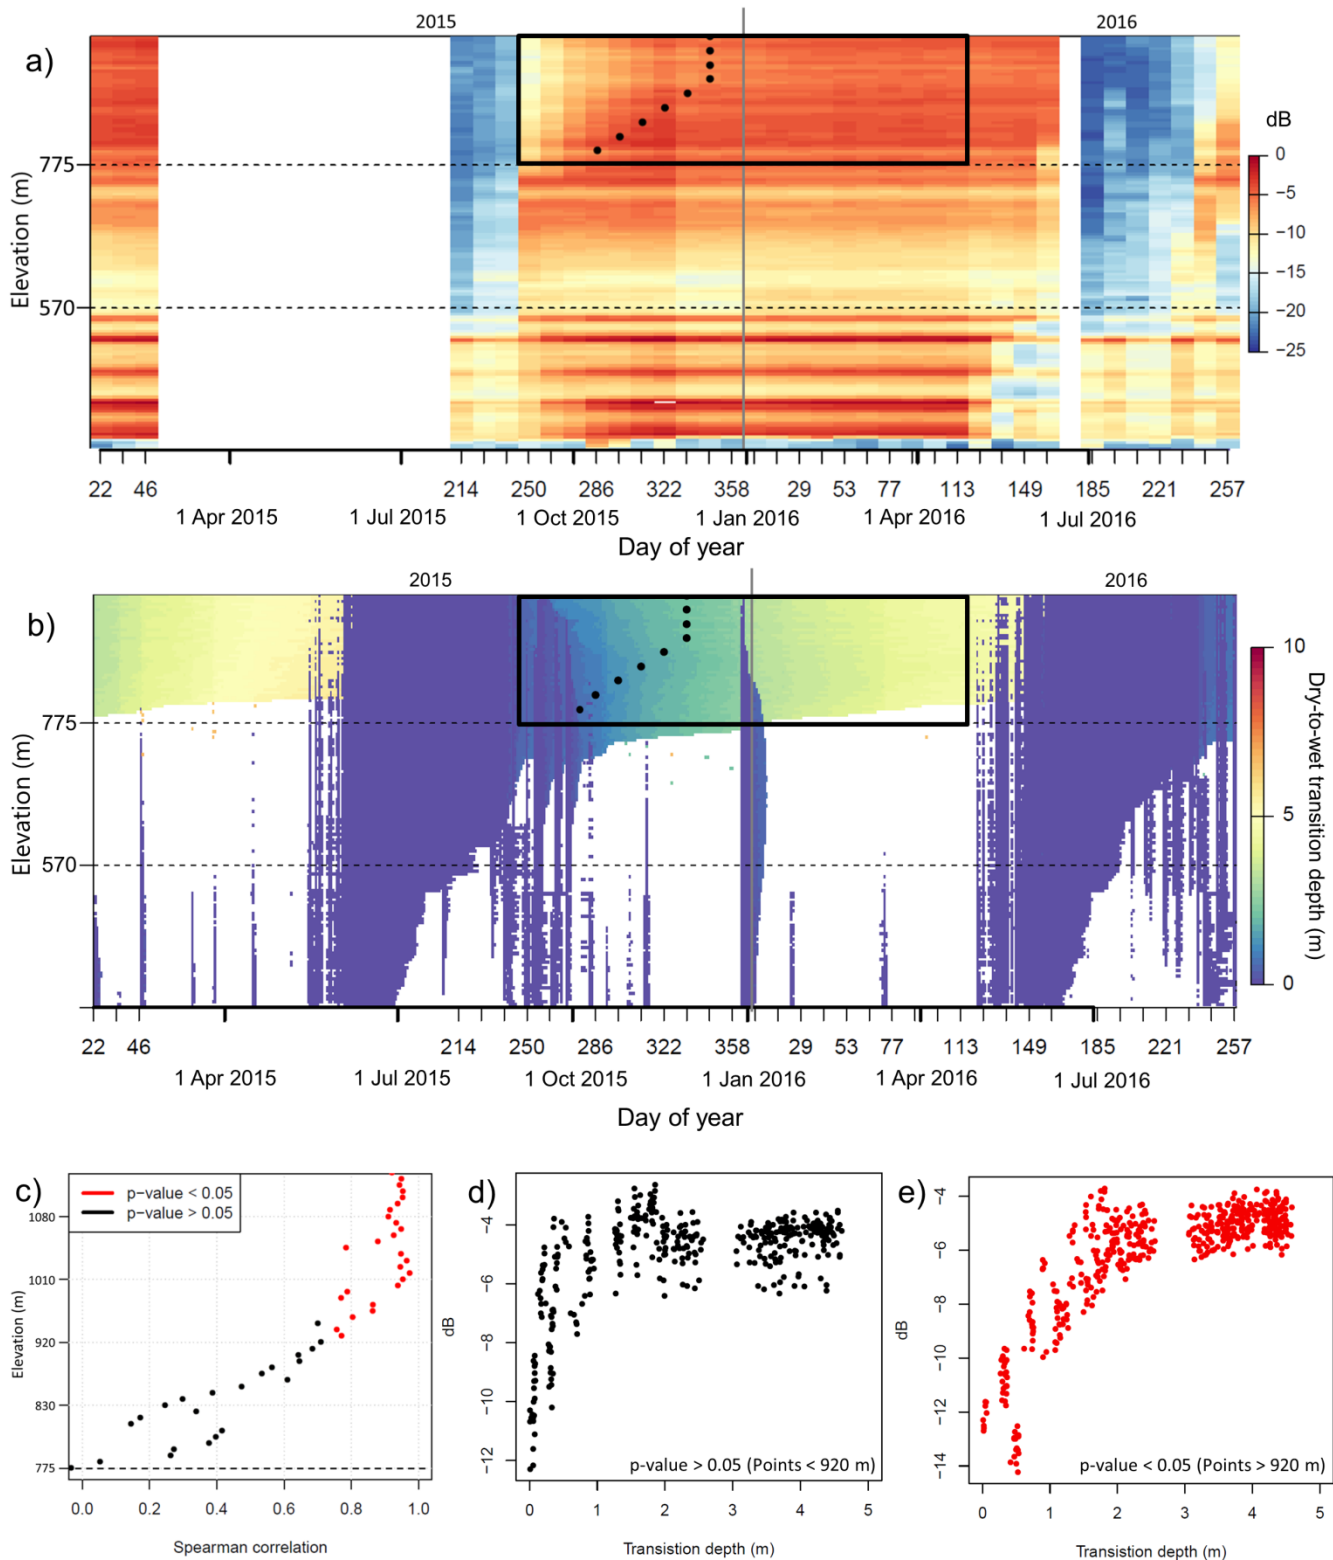 2015 2016
a)
Elevation (m)
775
570
dB
0
−5
−10
−15
−20
−25
22 46 214 250 286 322 358 29 53 77 113 149 185 221 257
1 Apr 2015 1 Jul 2015 1 Oct 2015 1 Jan 2016 1 Apr 2016 1 Jul 2016
Day of year
2015 2016
b)
Elevation (m)
775
570
10
5
0
Dry-to-wet transition depth (m)
22 46 214 250 286 322 358 29 53 77 113 149 185 221 257
1 Apr 2015 1 Jul 2015 1 Oct 2015 1 Jan 2016 1 Apr 2016 1 Jul 2016
Day of year
c)
p−value < 0.05
p−value > 0.05
Elevation (m)
1080
1010
920
830
775
0.0 0.2 0.4 0.6 0.8 1.0
Spearman correlation
d)
dB
−4
−6
−8
−10
−12
p-value > 0.05 (Points < 920 m)
0 1 2 3 4 5
Transistion depth (m)
e)
dB
−4
−6
−8
−10
−12
−14
p-value < 0.05 (Points > 920 m)
0 1 2 3 4 5
Transistion depth (m)